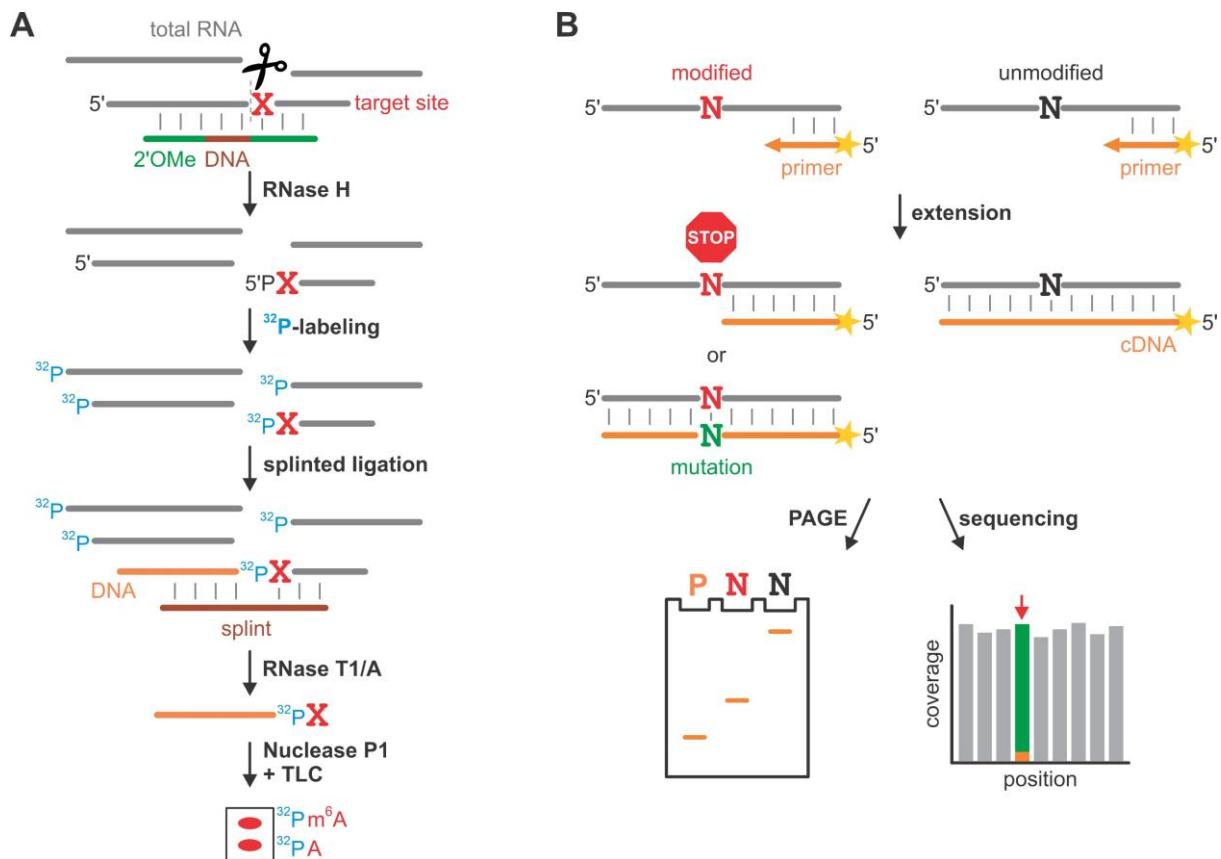 A
total RNA
5'
X
target site
2'OMe DNA
RNase H
5'
5'P X
³²P-labeling
³²P
³²P
³²P
³²P X
splinted ligation
³²P
³²P
³²P
³²P X
DNA
splint
RNase T1/A
³²P X
Nuclease P1
+ TLC
³²P m⁶A
³²P A
B
modified
unmodified
5' N
5' N
5'
5'
primer
primer
extension
STOP
5' N
5' N
5'
5'
cDNA
or
5' N
N 5'
mutation
PAGE
sequencing
P N N
coverage
position